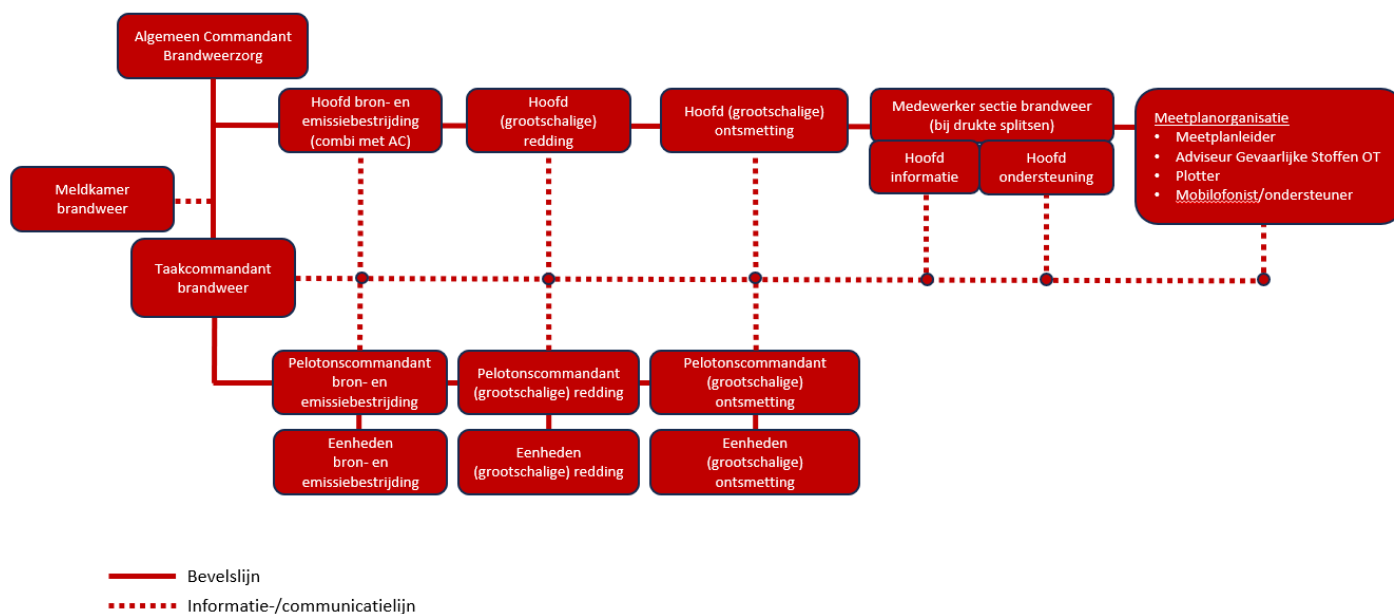 Algemeen Commandant
Brandweerzorg
Hoofd bron- en
emissiebestrijding
(combi met AC)
Hoofd
(grootschalige)
redding
Hoofd (grootschalige)
ontsmetting
Medewerker sectie brandweer
(bij drukte splitsen)
Hoofd
informatie
Hoofd
ondersteuning
Meetplanorganisatie
• Meetplanleider
• Adviseur Gevaarlijke Stoffen OT
• Plotter
• Mobilofonist/ondersteuner
Meldkamer
brandweer
Taakcommandant
brandweer
Pelotonscommandant
bron- en
emissiebestrijding
Pelotonscommandant
(grootschalige) redding
Pelotonscommandant
(grootschalige)
ontsmetting
Eenheden
bron- en
emissiebestrijding
Eenheden
(grootschalige) redding
Eenheden
(grootschalige)
ontsmetting
Bevelslijn
Informatie-/communicatielijn